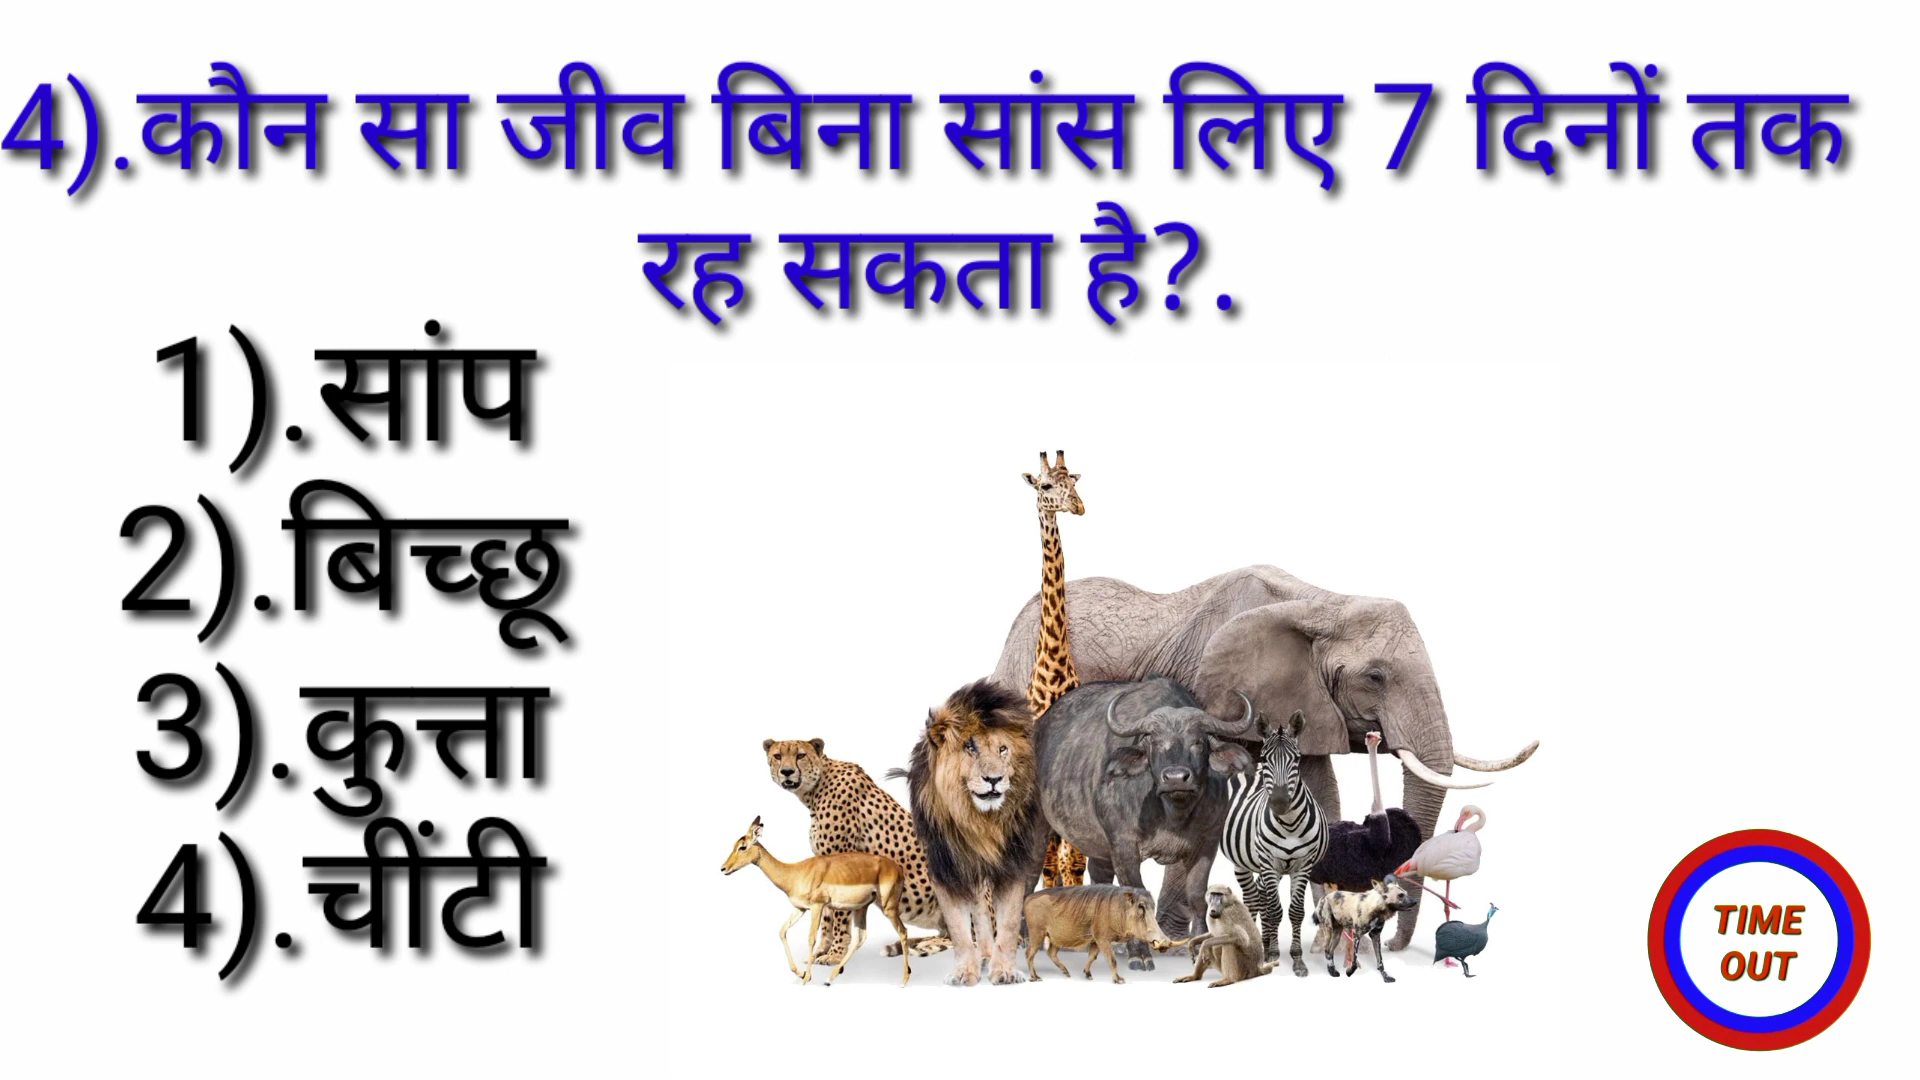 4).कौन सा जीव बिना सांस लिए 7 दिनों तक
रह सकता है?.
1).सांप
2).बिच्छू
3).कुत्ता
4).चींटी
TIME
OUT